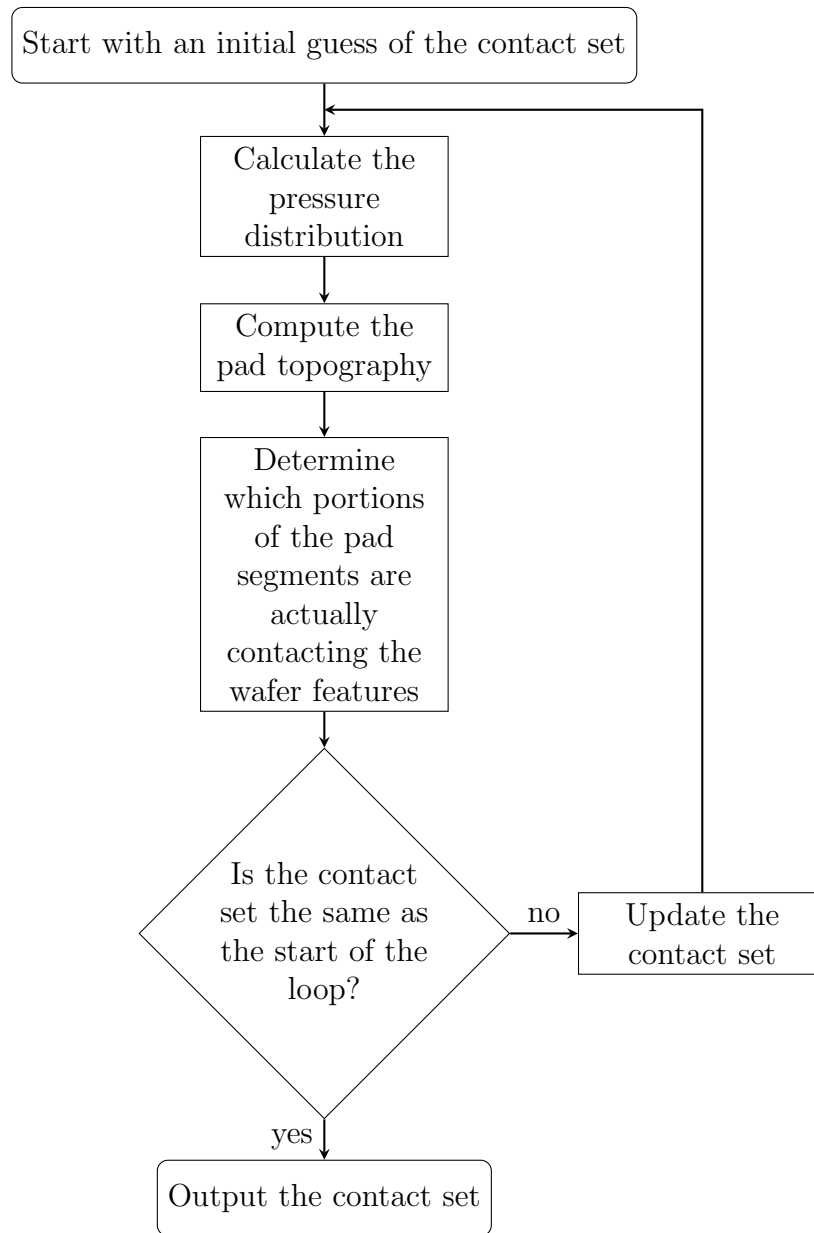 Start with an initial guess of the contact set
Calculate the
pressure
distribution
Compute the
pad topography
Determine
which portions
of the pad
segments are
actually
contacting the
wafer features
Is the contact
set the same as
the start of the
loop?
no
Update the
contact set
yes
Output the contact set